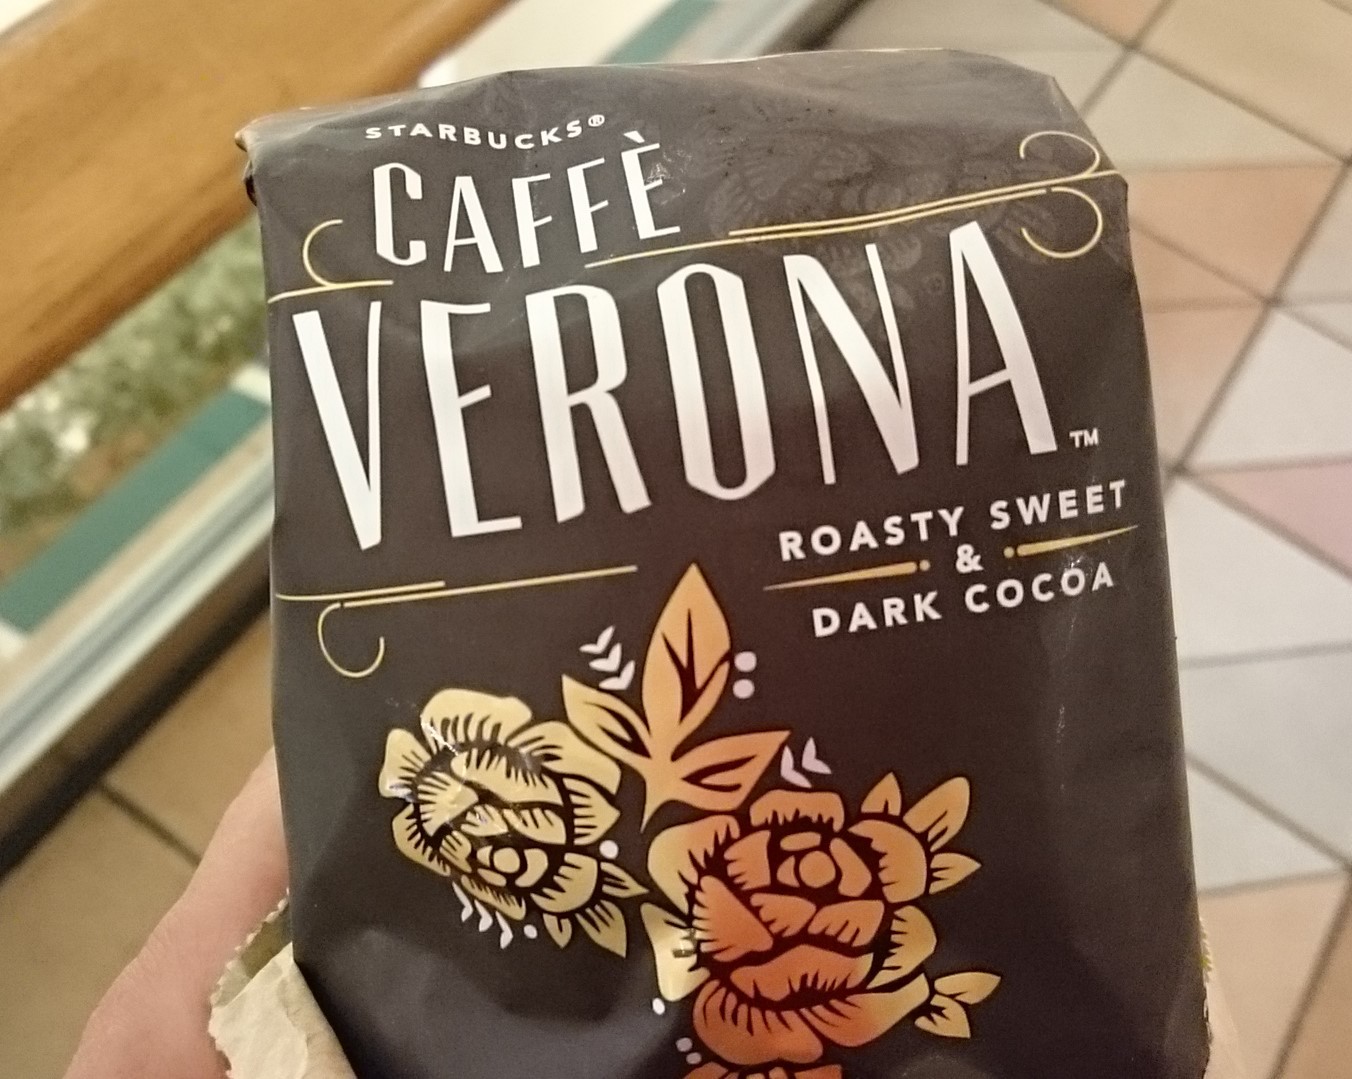 STARBUCKS®
CAFFÈ
VERONA™
ROASTY SWEET
&
DARK COCOA